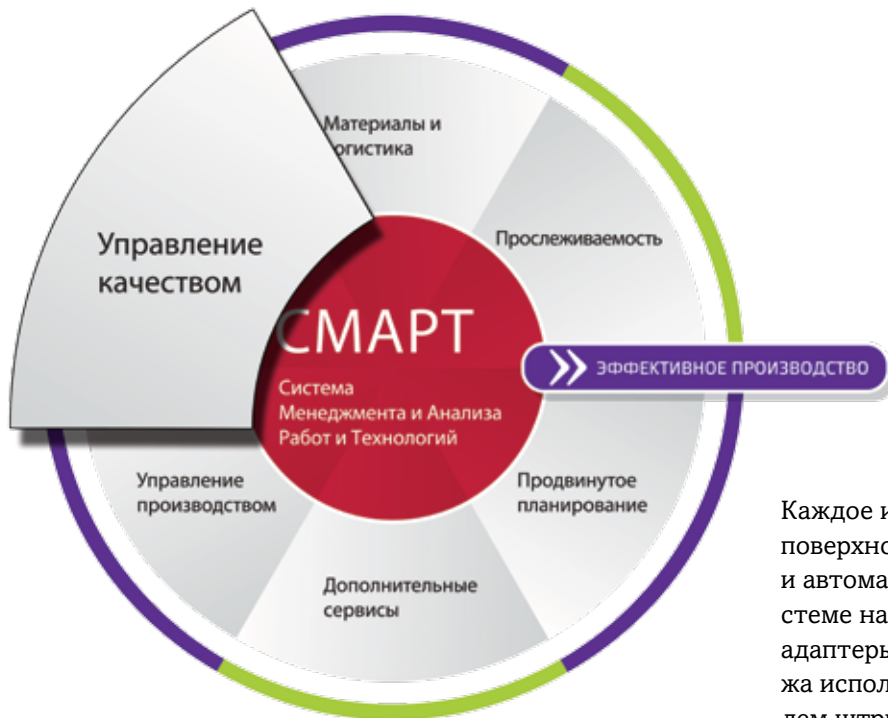 Материалы и
логистика
Управление
качеством
Прослеживаемость
СМАРТ
Система
Менеджмента и Анализа
Работ и Технологий
ЭФФЕКТИВНОЕ ПРОИЗВОДСТВО
Управление
производством
Продвинутое
планирование
Дополнительные
сервисы
Каждое и
поверхно
и автома
стеме на
адаптеры
жа испол